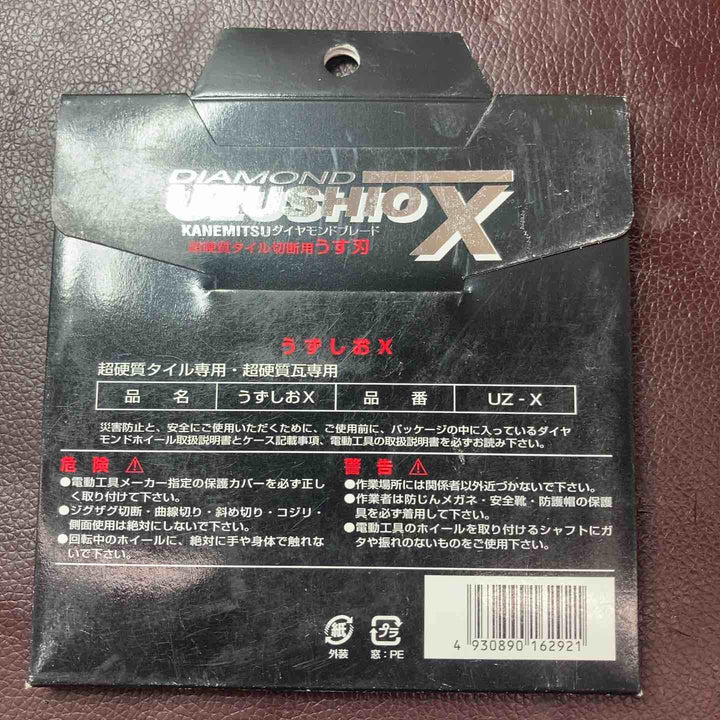 DIAMOND
UZUSHIO X
KANEMITSU ダイヤモンドブレード
超硬質タイル切断用うす刃
うずしおX
超硬質タイル専用・超硬質瓦専用
品 名 うずしおX 品 番 UZ-X
災害防止と、安全にご使用いただくために、ご使用前に、パッケージの中に入っているダイヤ
モンドホイール取扱説明書とケース記載事項、電動工具の取扱説明書を必ずお読み下さい。
危 険 ⚠
●電動工具メーカー指定の保護カバーを必ず正し
く取り付けて下さい。
●ジグザグ切断・曲線切り・斜め切り・コジリ・
側面使用は絶対にしないで下さい。
●回転中のホイールに、絶対に手や身体で触れな
いで下さい。
警 告 ⚠
●作業場所には関係者以外近づかないで下さい。
●作業者は防じんメガネ・安全靴・防護帽の保護
具を必ず着用して下さい。
●電動工具のホイールを取り付けるシャフトにガ
タや振れのないものをご使用下さい。
紙
外装
プラ
窓:PE
4 930890 162921